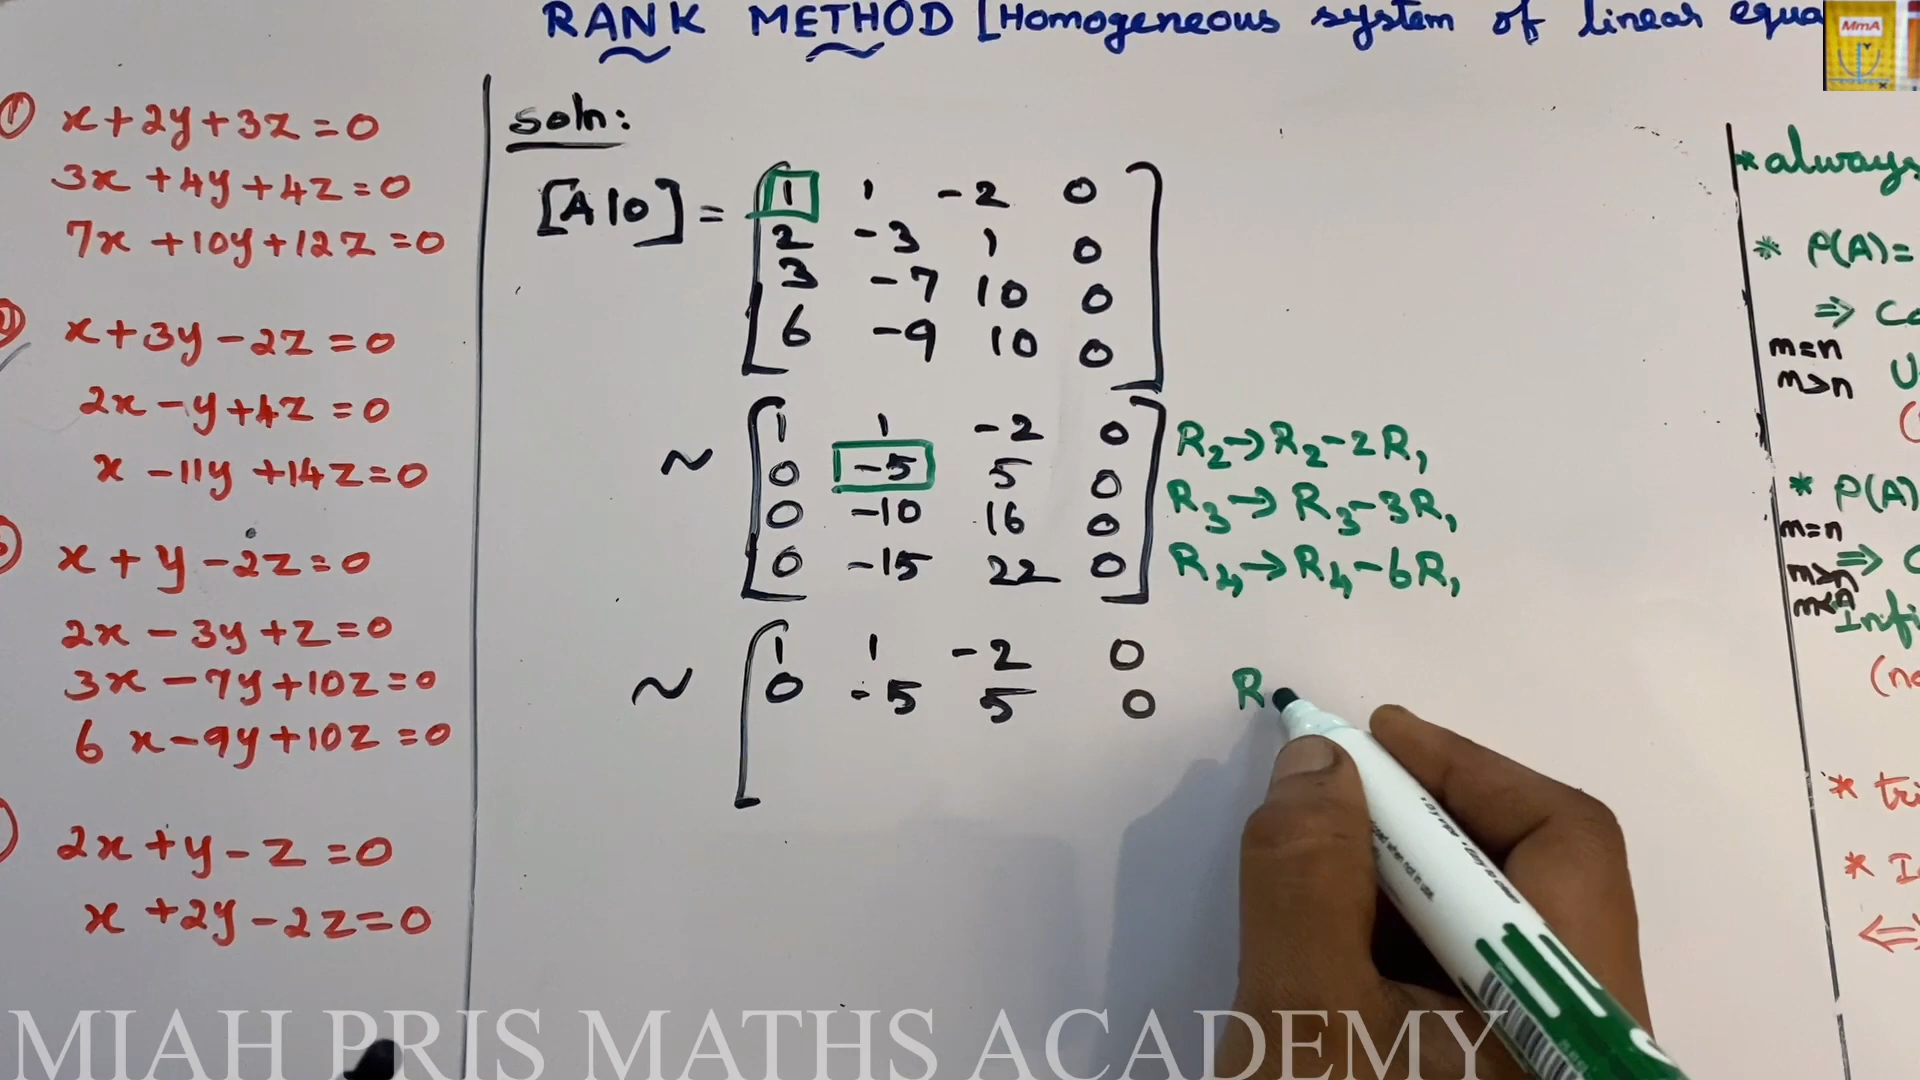 RANK METHOD [Homogeneous system of linear equa
MmA
① x+2y+3z=0
3x+4y+4z=0
7x+10y+12z=0
x+3y-2z=0
2x-y+4z=0
x-11y+14z=0
x+y-2z=0
2x-3y+z=0
3x-7y+10z=0
6x-9y+10z=0
2x+y-z=0
x+2y-2z=0
soln:
[A|0] =
1 1 -2 0
2 -3 1 0
3 -7 10 0
6 -9 10 0
~
1 1 -2 0
0 -5 5 0 R₂→R₂-2R₁
0 -10 16 0 R₃→R₃-3R₁
0 -15 22 0 R₄→R₄-6R₁
~
1 1 -2 0
0 -5 5 0 R
*always
* ρ(A)=
⇒ Co
m=n
m>n
* ρ(A)
m=n
⇒ C
m>n
m<n
Infi
(no
* tri
⇔
MIAH PRIS MATHS ACADEMY